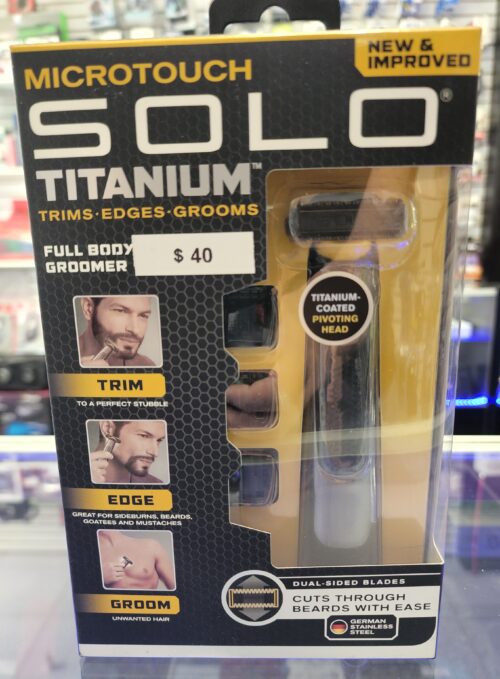 NEW &
IMPROVED
MICROTOUCH
SOLO®
TITANIUM™
TRIMS·EDGES·GROOMS
FULL BODY
GROOMER
$ 40
TITANIUM-
COATED
PIVOTING
HEAD
TRIM
TO A PERFECT STUBBLE
EDGE
GREAT FOR SIDEBURNS, BEARDS,
GOATEES AND MUSTACHES
GROOM
UNWANTED HAIR
DUAL-SIDED BLADES
CUTS THROUGH
BEARDS WITH EASE
GERMAN
STAINLESS
STEEL